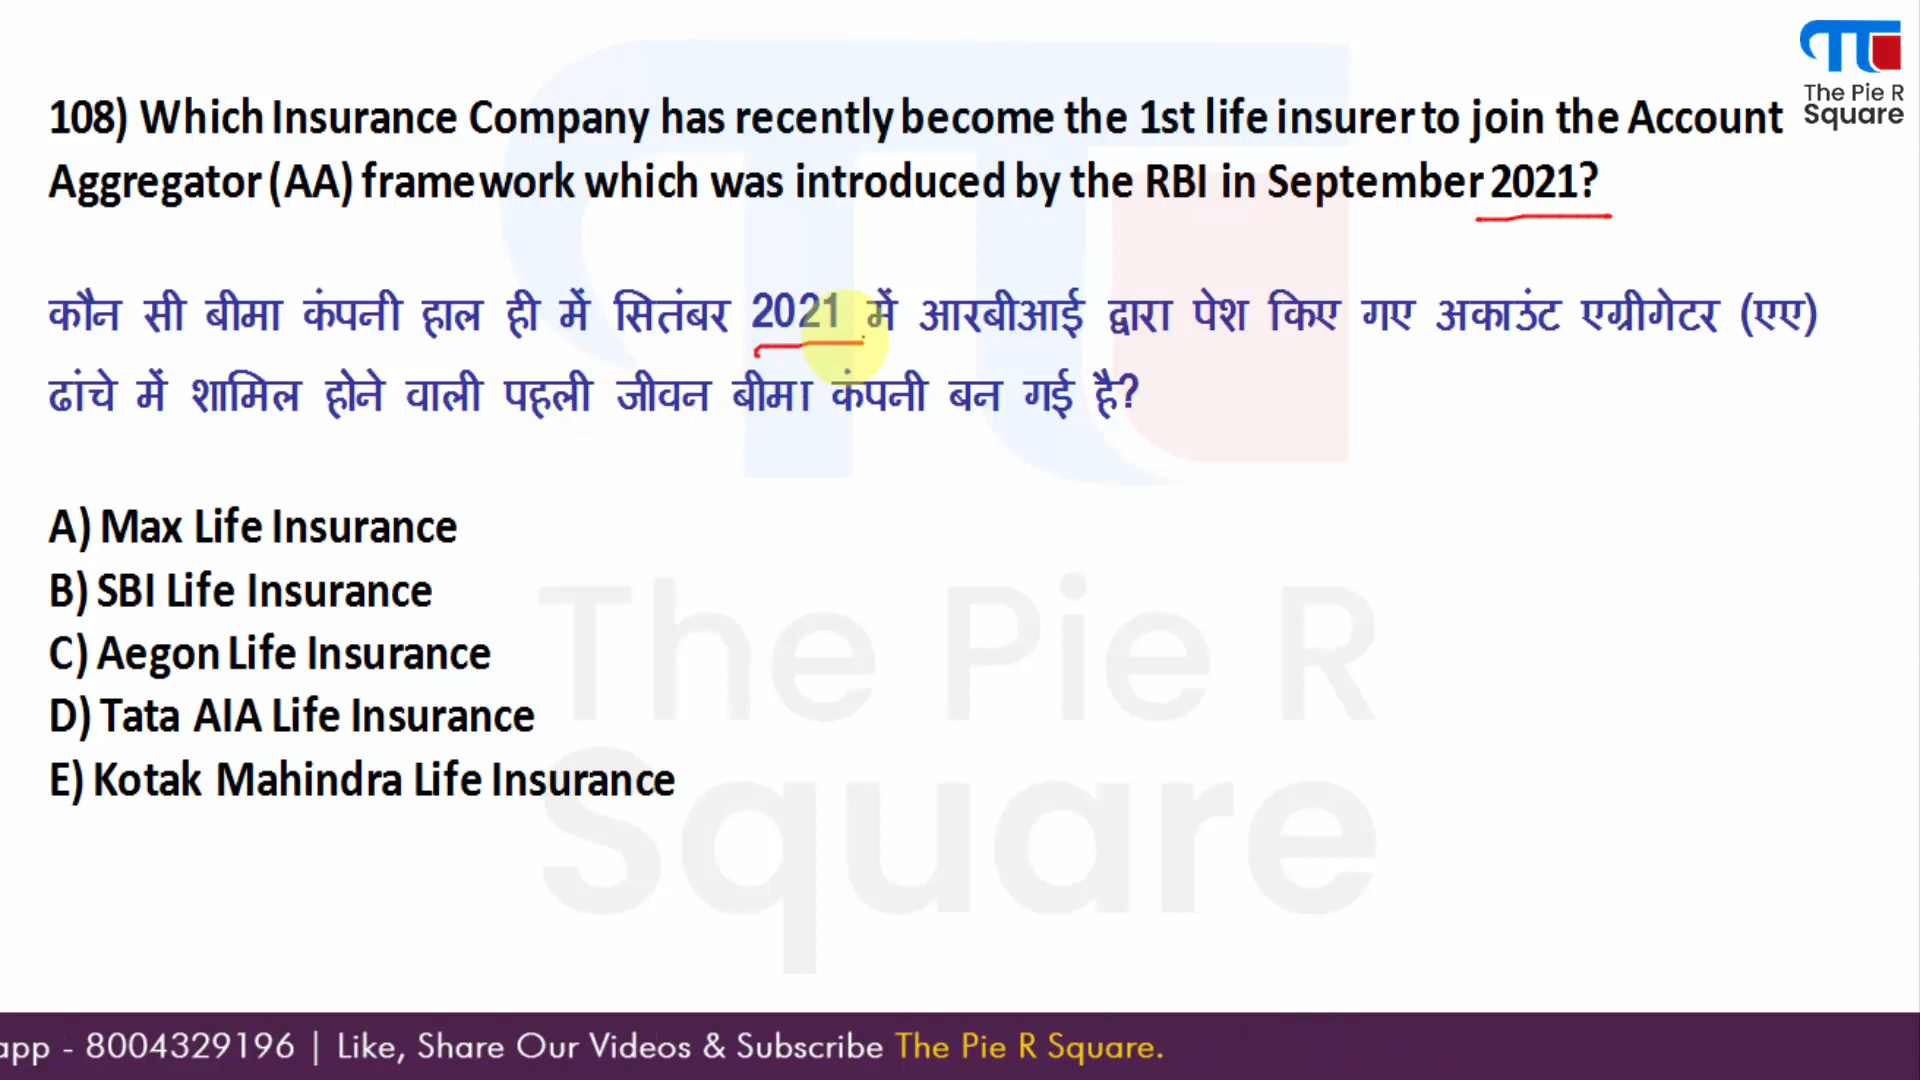 The Pie R
Square
108) Which Insurance Company has recently become the 1st life insurer to join the Account
Aggregator (AA) framework which was introduced by the RBI in September 2021?
कौन सी बीमा कंपनी हाल ही में सितंबर 2021 में आरबीआई द्वारा पेश किए गए अकाउंट एग्रीगेटर (एए)
ढांचे में शामिल होने वाली पहली जीवन बीमा कंपनी बन गई है?
A) Max Life Insurance
B) SBI Life Insurance
C) Aegon Life Insurance
D) Tata AIA Life Insurance
E) Kotak Mahindra Life Insurance
The Pie R
Square
app - 8004329196 | Like, Share Our Videos & Subscribe The Pie R Square.